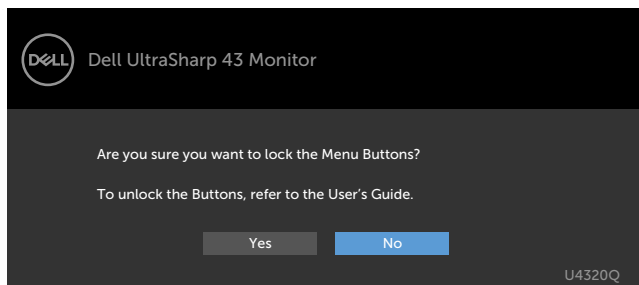 DELL Dell UltraSharp 43 Monitor
Are you sure you want to lock the Menu Buttons?
To unlock the Buttons, refer to the User's Guide.
Yes No
U4320Q